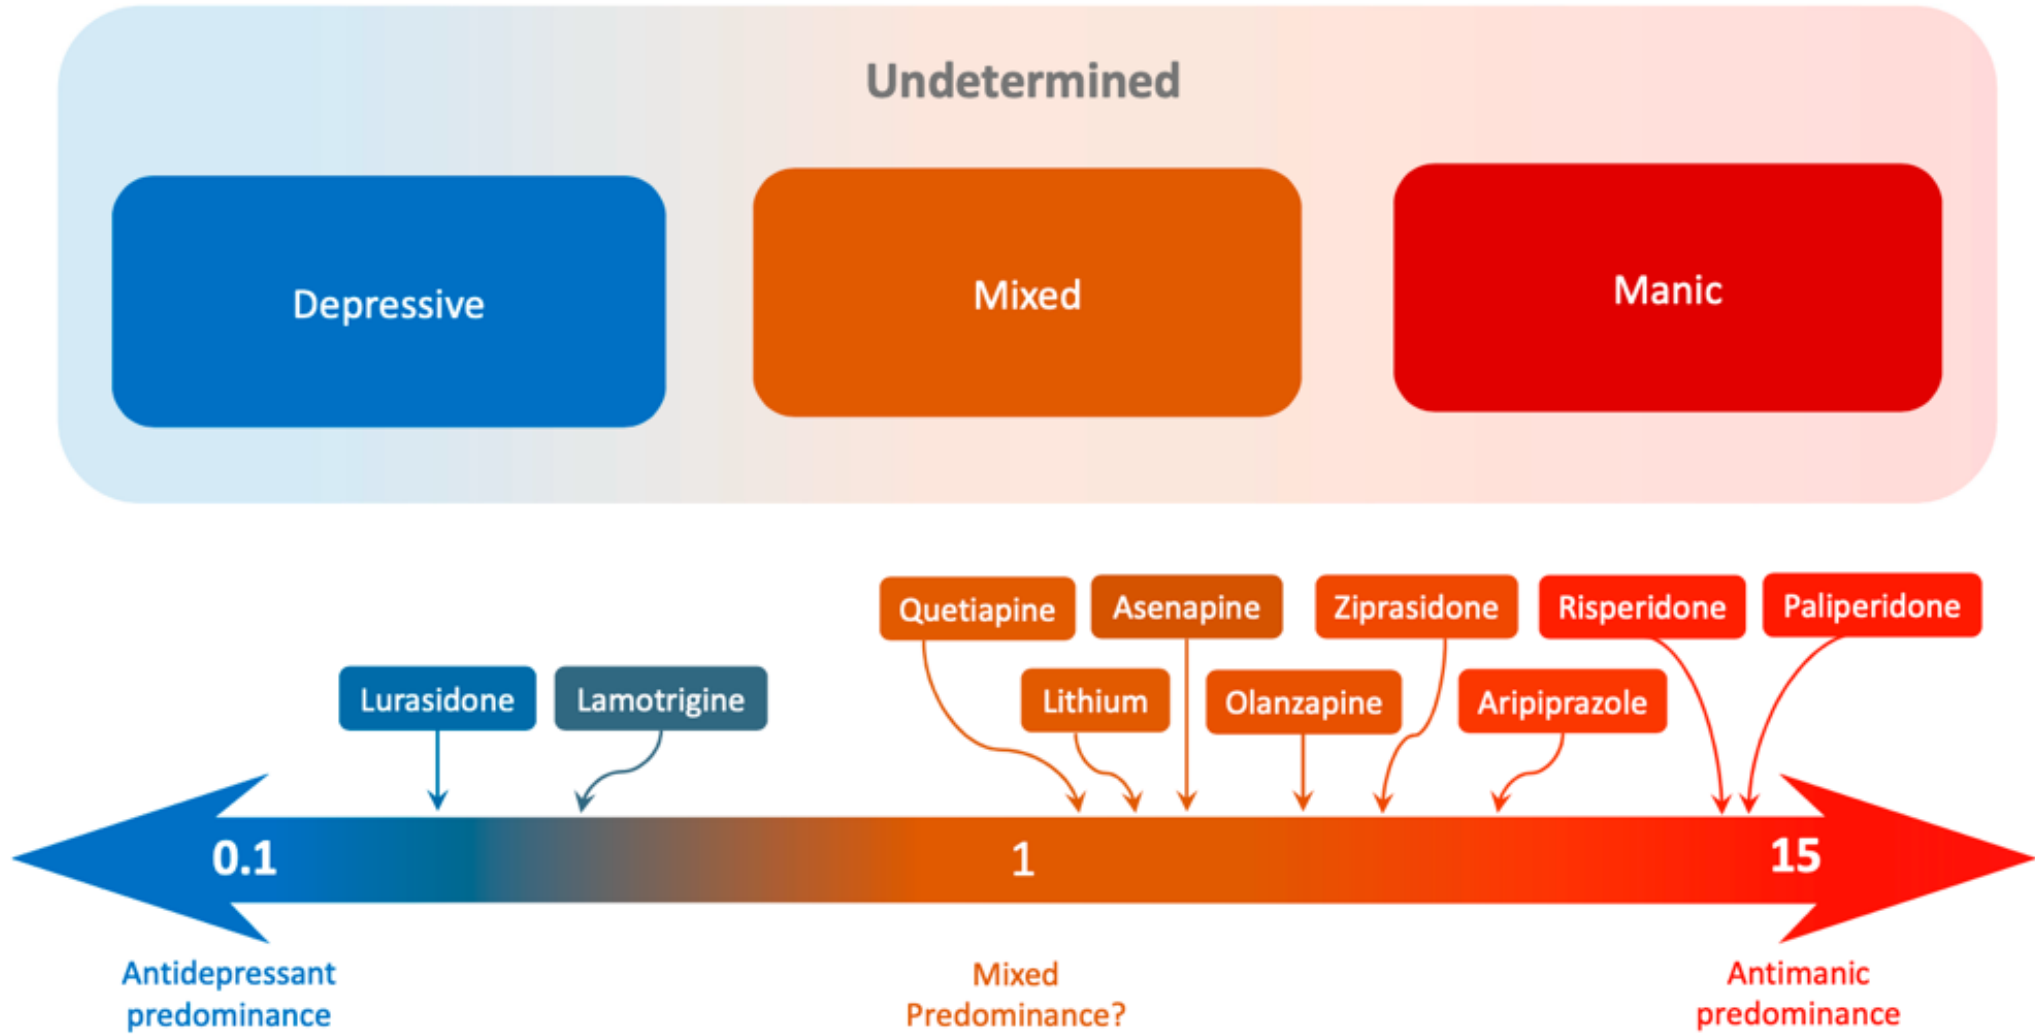 Undetermined
Depressive
Mixed
Manic
Quetiapine
Asenapine
Ziprasidone
Risperidone
Paliperidone
Lurasidone
Lamotrigine
Lithium
Olanzapine
Aripiprazole
0.1
1
15
Antidepressant
predominance
Mixed
Predominance?
Antimanic
predominance